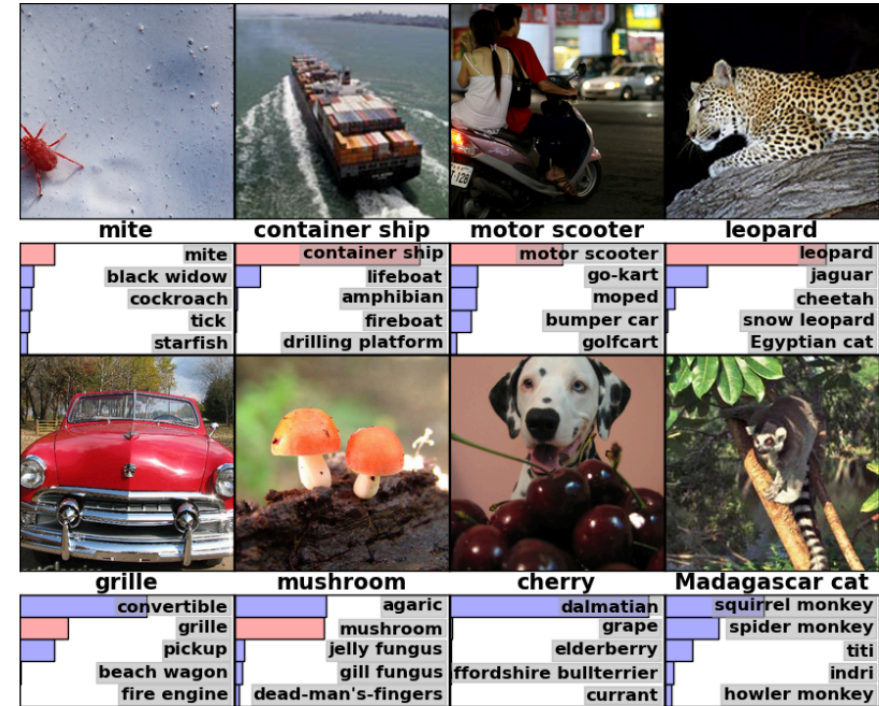 T-128
mite
container ship
motor scooter
leopard
mite
black widow
cockroach
tick
starfish
container ship
lifeboat
amphibian
fireboat
drilling platform
motor scooter
go-kart
moped
bumper car
golfcart
leopard
jaguar
cheetah
snow leopard
Egyptian cat
grille
mushroom
cherry
Madagascar cat
convertible
grille
pickup
beach wagon
fire engine
agaric
mushroom
jelly fungus
gill fungus
dead-man's-fingers
dalmatian
grape
elderberry
ffordshire bullterrier
currant
squirrel monkey
spider monkey
titi
indri
howler monkey